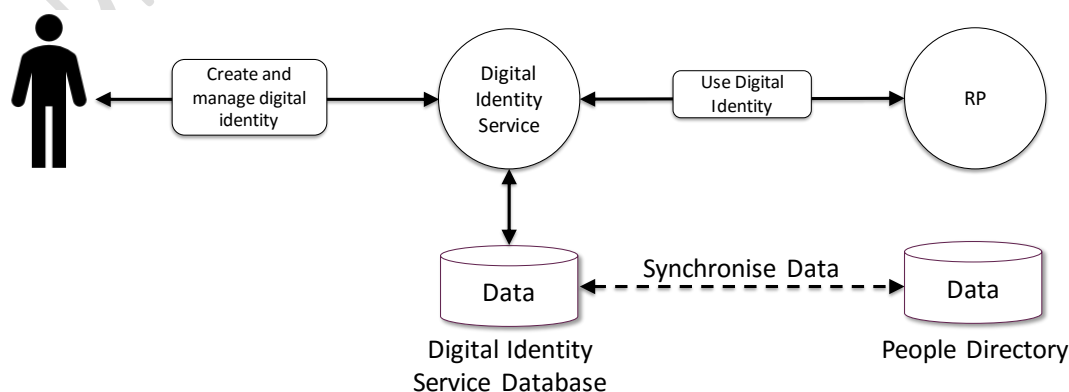 Create and
manage digital
identity
Digital
Identity
Service
Use Digital
Identity
RP
Synchronise Data
Data
Data
Digital Identity
Service Database
People Directory